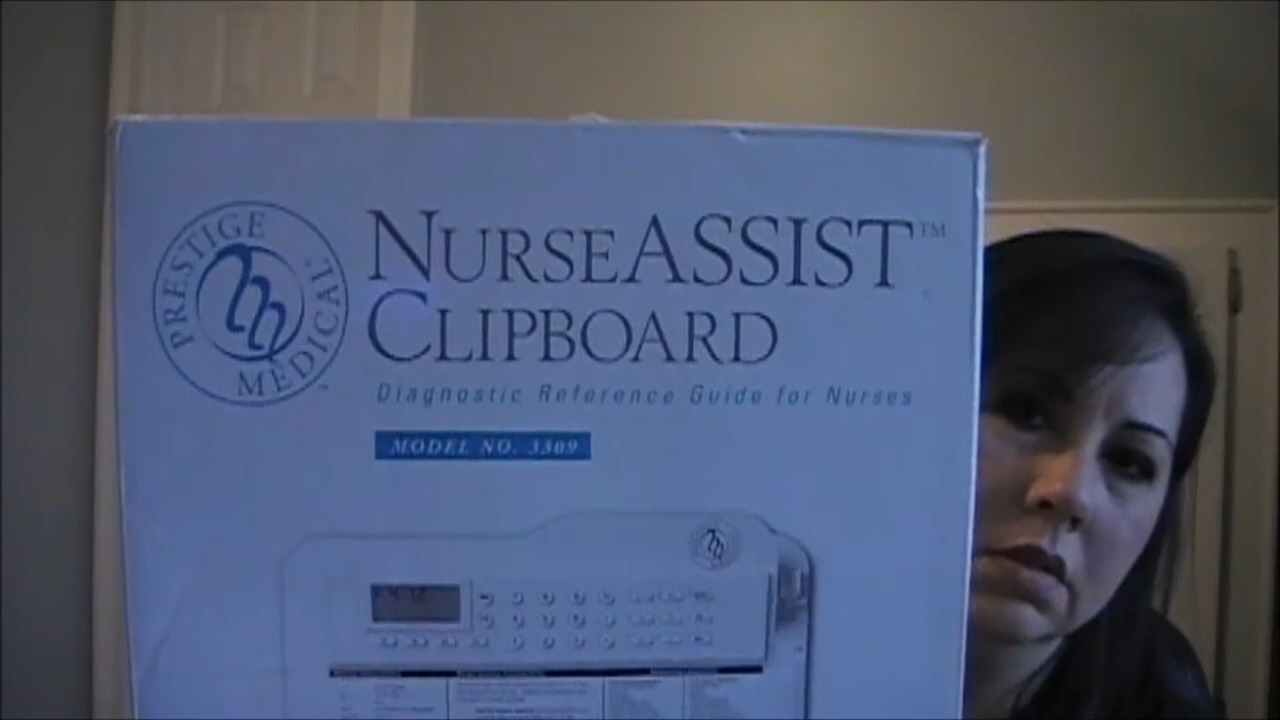 PRESTIGE MEDICAL
NURSEASSIST™
CLIPBOARD
Diagnostic Reference Guide for Nurses
MODEL NO. 3309